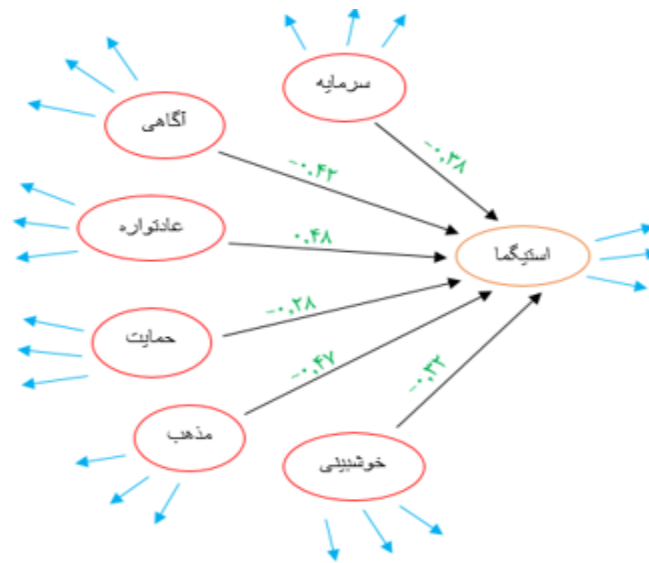 سرمایه
−۰.۳۸
آگاهی
−۰.۴۲
عادتواره
۰.۴۸
استیگما
حمایت
−۰.۲۸
مذهب
−۰.۴۷
خوشبینی
−۰.۳۲